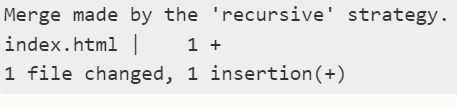 Merge made by the 'recursive' strategy.
index.html |    1 +
1 file changed, 1 insertion(+)